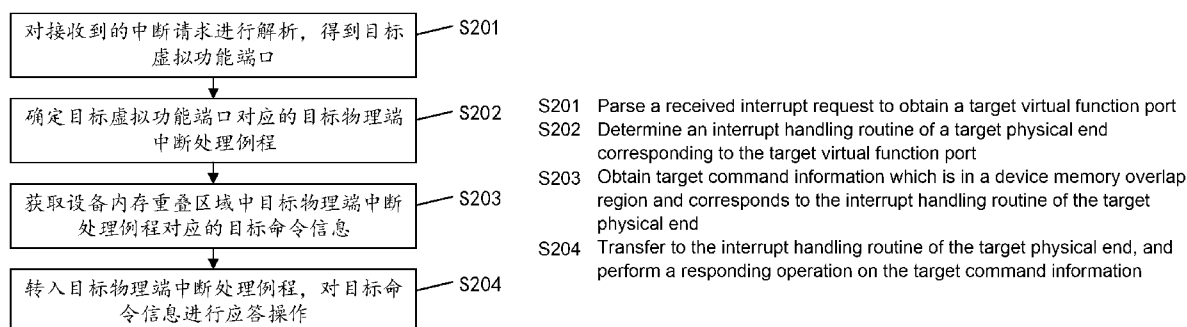 对接收到的中断请求进行解析，得到目标
虚拟功能端口
S201
确定目标虚拟功能端口对应的目标物理端
中断处理例程
S202
获取设备内存重叠区域中目标物理端中断
处理例程对应的目标命令信息
S203
转入目标物理端中断处理例程，对目标命
令信息进行应答操作
S204
S201 Parse a received interrupt request to obtain a target virtual function port
S202 Determine an interrupt handling routine of a target physical end
corresponding to the target virtual function port
S203 Obtain target command information which is in a device memory overlap
region and corresponds to the interrupt handling routine of the target
physical end
S204 Transfer to the interrupt handling routine of the target physical end, and
perform a responding operation on the target command information